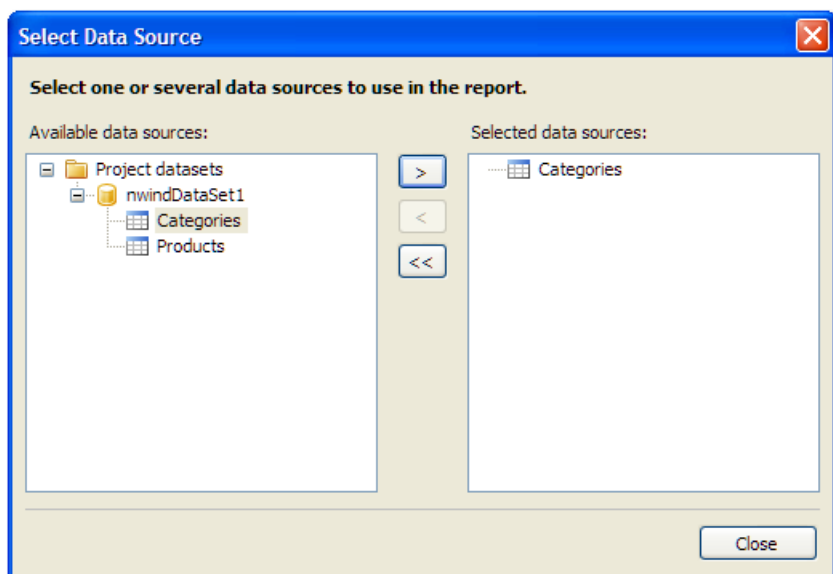 Select Data Source
Select one or several data sources to use in the report.
Available data sources:
Project datasets
nwindDataSet1
Categories
Products
>
<
<<
Selected data sources:
Categories
Close